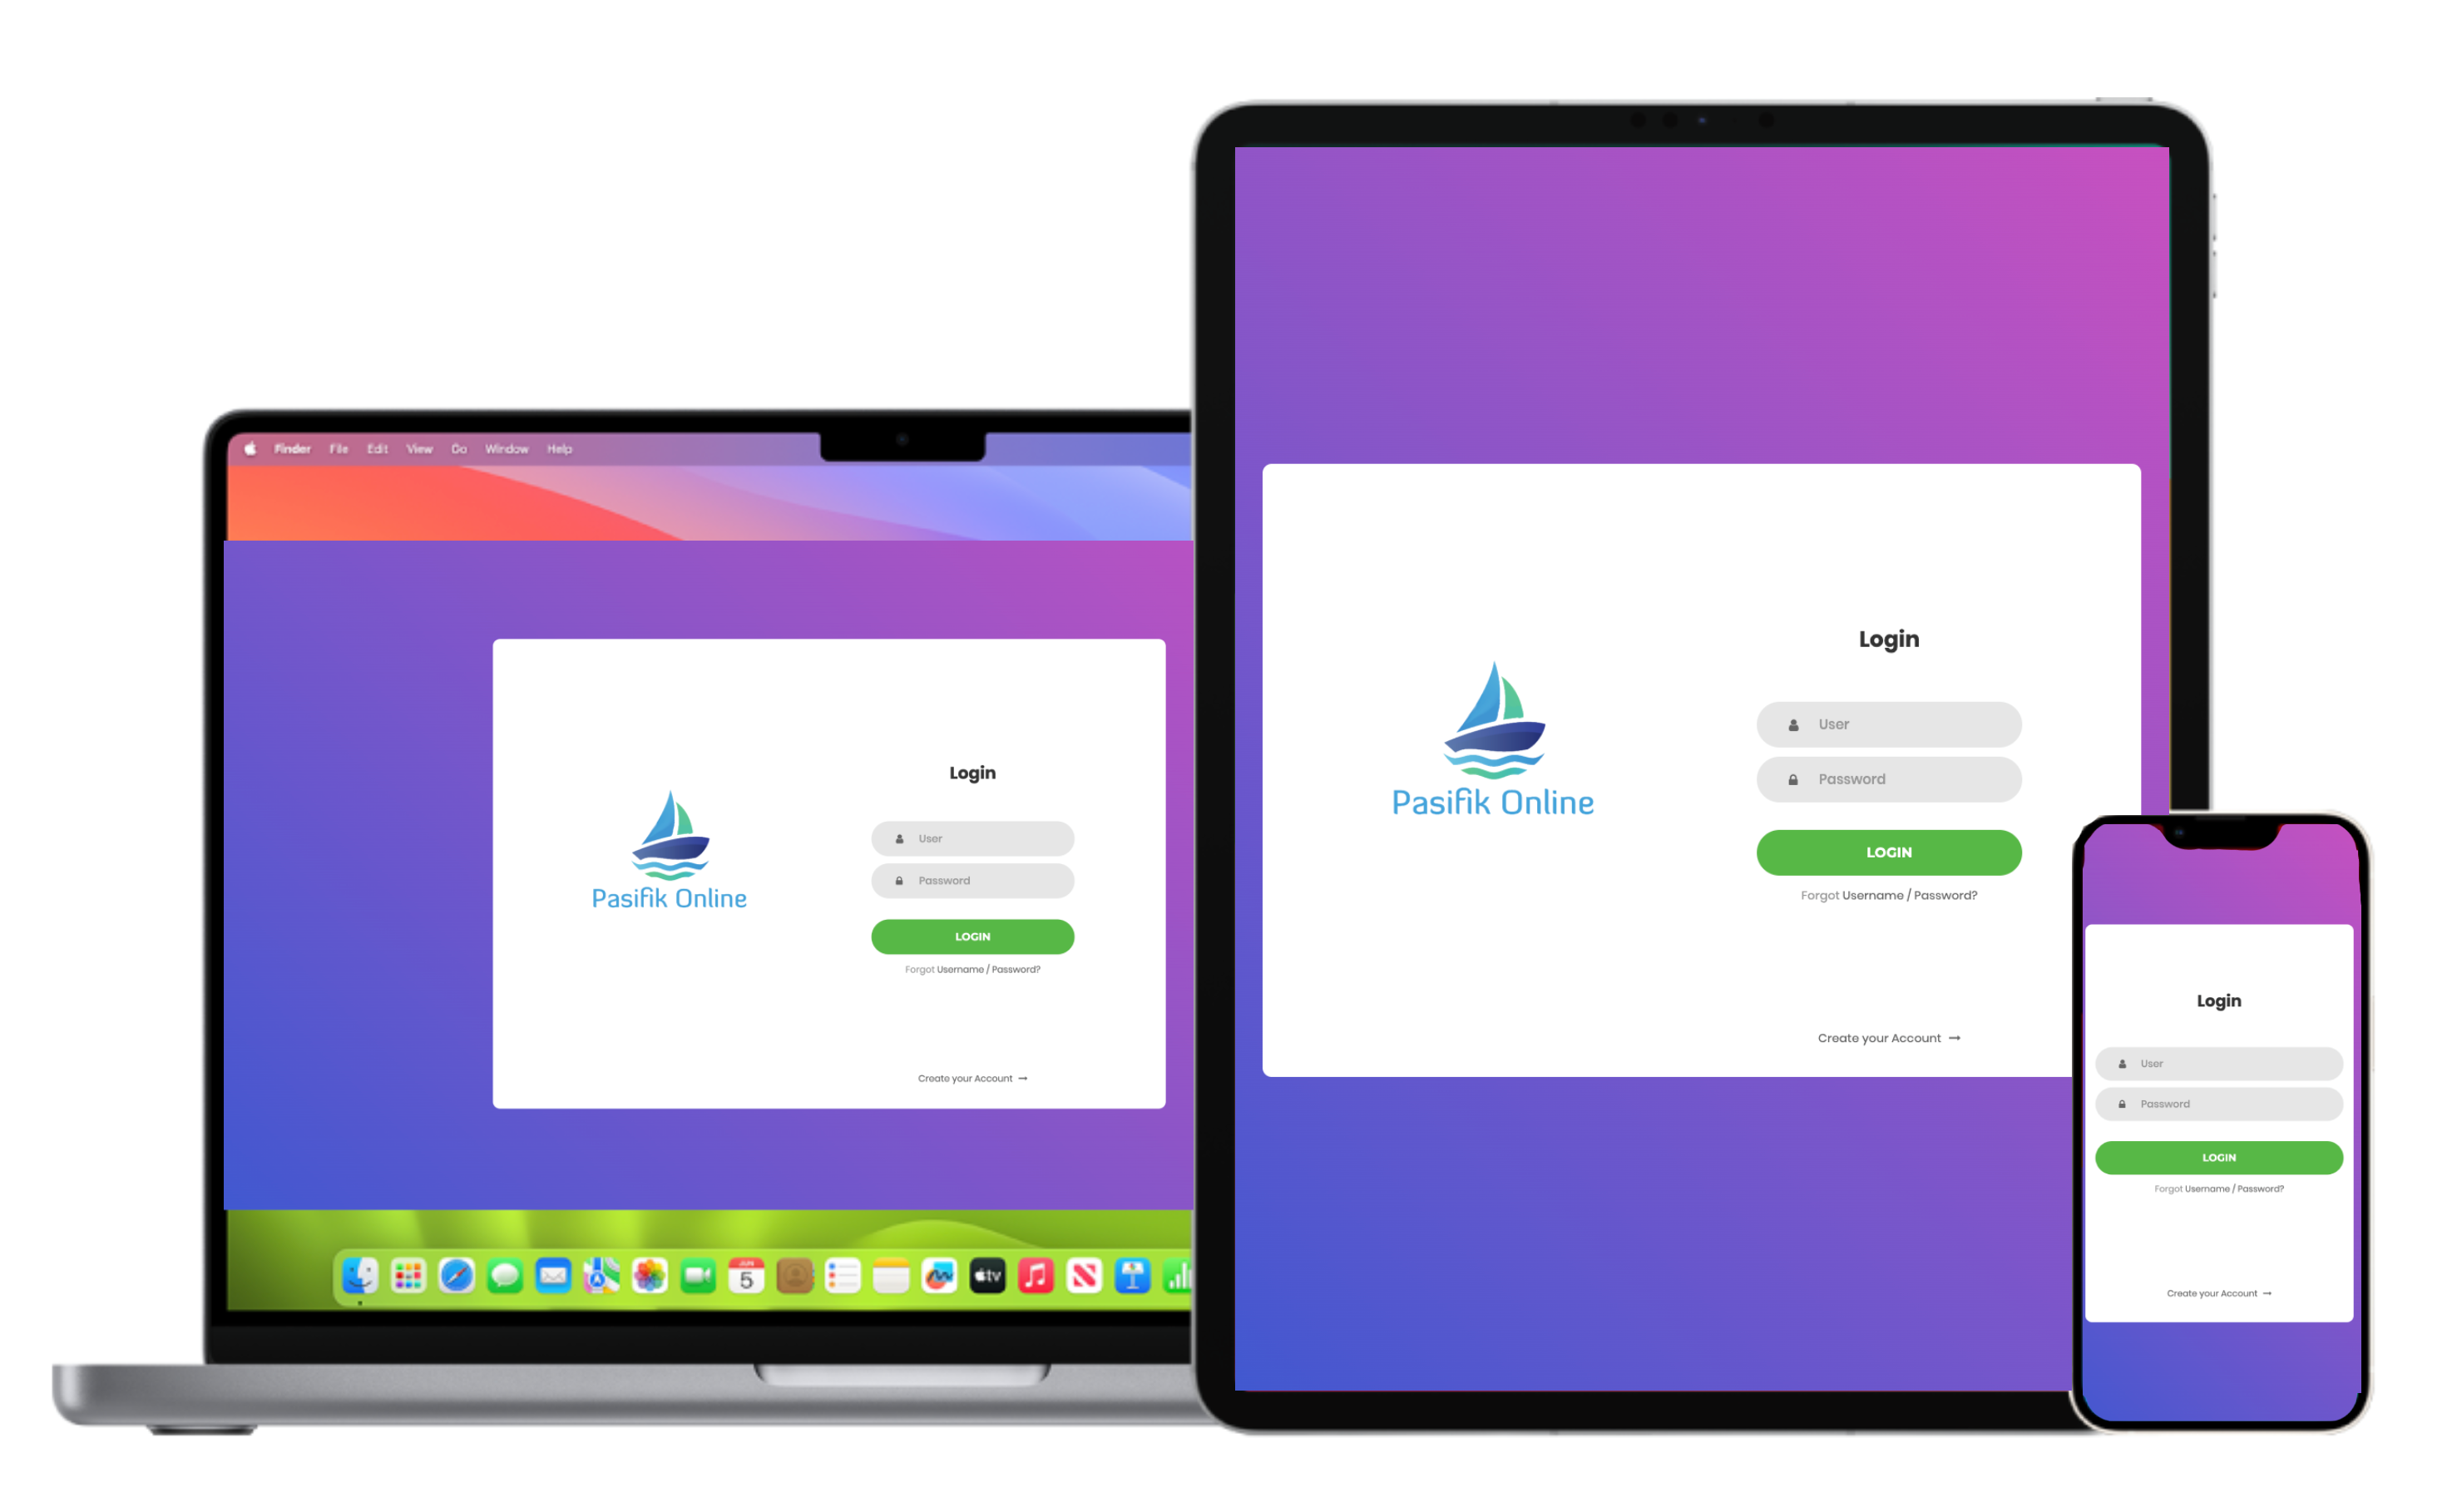 Finder File Edit View Go Window Help
Login
User
Password
Pasifik Online
LOGIN
Forgot Username / Password?
Create your Account
JUN
5
tv
Login
User
Password
Pasifik Online
LOGIN
Forgot Username / Password?
Create your Account
Login
User
Password
LOGIN
Forgot Username / Password?
Create your Account